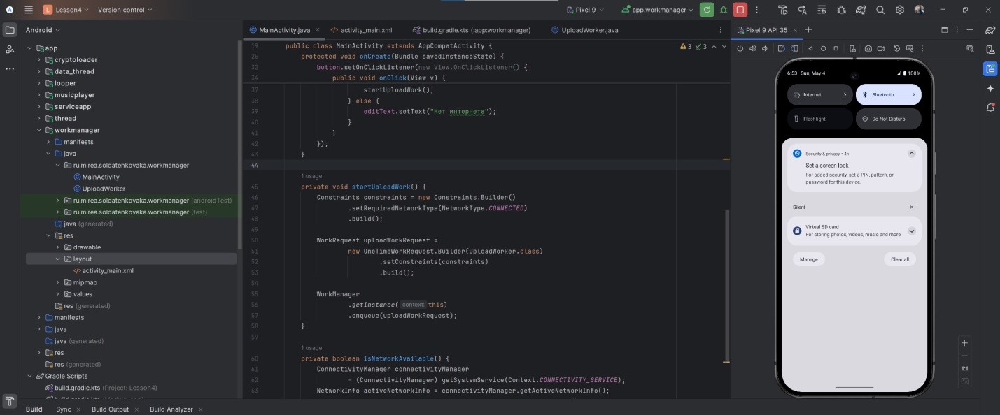 L Lesson4
Version control
Pixel 9
app.workmanager
Android
app
cryptoloader
data_thread
looper
musicplayer
serviceapp
thread
workmanager
manifests
java
ru.mirea.soldatenkovaka.workmanager
MainActivity
UploadWorker
ru.mirea.soldatenkovaka.workmanager (androidTest)
ru.mirea.soldatenkovaka.workmanager (test)
java (generated)
res
drawable
layout
activity_main.xml
mipmap
values
res (generated)
manifests
java
java (generated)
res
res (generated)
Gradle Scripts
build.gradle.kts (Project: Lesson4)
MainActivity.java
activity_main.xml
build.gradle.kts (:app:workmanager)
UploadWorker.java
3 3
19 public class MainActivity extends AppCompatActivity {
25 protected void onCreate(Bundle savedInstanceState) {
32 button.setOnClickListener(new View.OnClickListener() {
34 public void onClick(View v) {
37 startUploadWork();
38 } else {
39 editText.setText("Нет интернета");
40 }
41 }
42 });
43 }
44
1 usage
45 private void startUploadWork() {
46 Constraints constraints = new Constraints.Builder()
47 .setRequiredNetworkType(NetworkType.CONNECTED)
48 .build();
49
50 WorkRequest uploadWorkRequest =
51 new OneTimeWorkRequest.Builder(UploadWorker.class)
52 .setConstraints(constraints)
53 .build();
54
55 WorkManager
56 .getInstance( context: this)
57 .enqueue(uploadWorkRequest);
58 }
59
1 usage
60 private boolean isNetworkAvailable() {
61 ConnectivityManager connectivityManager
62 = (ConnectivityManager) getSystemService(Context.CONNECTIVITY_SERVICE);
63 NetworkInfo activeNetworkInfo = connectivityManager.getActiveNetworkInfo();
Pixel 9 API 35
6:53 Sun, May 4
100%
Internet
Bluetooth
Flashlight
Do Not Disturb
Security & privacy • 4h
Set a screen lock
For added security, set a PIN, pattern, or
password for this device.
Silent
Virtual SD card
For storing photos, videos, music and more
Manage
Clear all
1:1
Build
Sync
Build Output
Build Analyzer